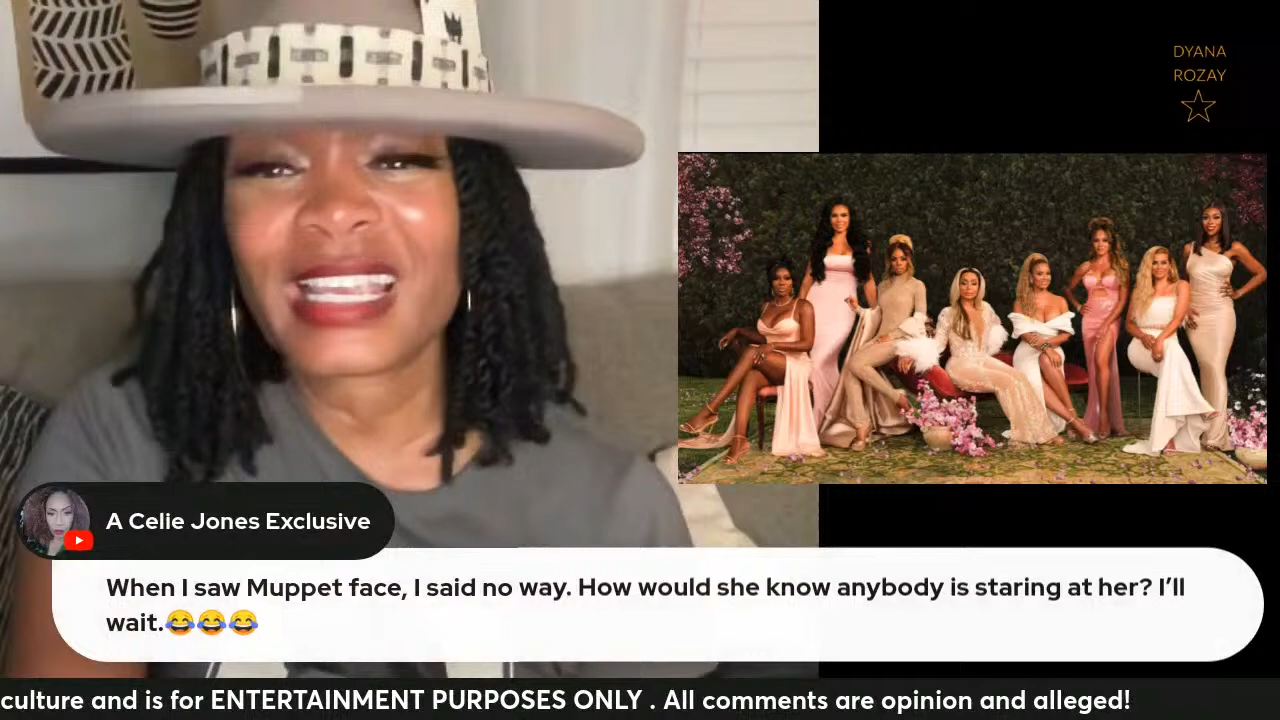 DYANA
ROZAY
A Celie Jones Exclusive
When I saw Muppet face, I said no way. How would she know anybody is staring at her? I’ll
wait.😂😂😂
culture and is for ENTERTAINMENT PURPOSES ONLY . All comments are opinion and alleged!